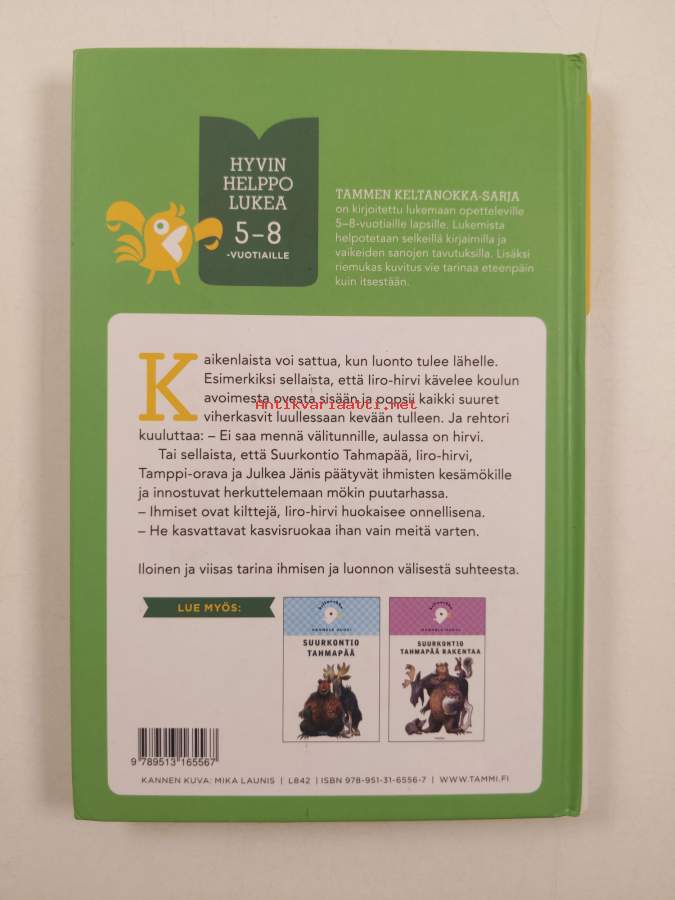 HYVIN
HELPPO
LUKEA
5–8
-VUOTIAILLE
TAMMEN KELTANOKKA-SARJA
on kirjoitettu lukemaan opetteleville
5–8-vuotiaille lapsille. Lukemista
helpotetaan selkeillä kirjaimilla ja
vaikeiden sanojen tavutuksilla. Lisäksi
riemukas kuvitus vie tarinaa eteenpäin
kuin itsestään.
Kaikenlaista voi sattua, kun luonto tulee lähelle.
Esimerkiksi sellaista, että Iiro-hirvi kävelee koulun
avoimesta ovesta sisään ja popsii kaikki suuret
Antikvariaatti.net
viherkasvit luullessaan kevään tulleen. Ja rehtori
kuuluttaa: – Ei saa mennä välitunnille, aulassa on hirvi.
Tai sellaista, että Suurkontio Tahmapää, Iiro-hirvi,
Tamppi-orava ja Julkea Jänis päätyvät ihmisten kesämökille
ja innostuvat herkuttelemaan mökin puutarhassa.
– Ihmiset ovat kilttejä, Iiro-hirvi huokaisee onnellisena.
– He kasvattavat kasvisruokaa ihan vain meitä varten.
Iloinen ja viisas tarina ihmisen ja luonnon välisestä suhteesta.
LUE MYÖS:
HANNELE HUOVI
SUURKONTIO
TAHMAPÄÄ
HANNELE HUOVI
SUURKONTIO
TAHMAPÄÄ RAKENTAA
9 789513 165567
KANNEN KUVA: MIKA LAUNIS | L842 | ISBN 978-951-31-6556-7 | WWW.TAMMI.FI